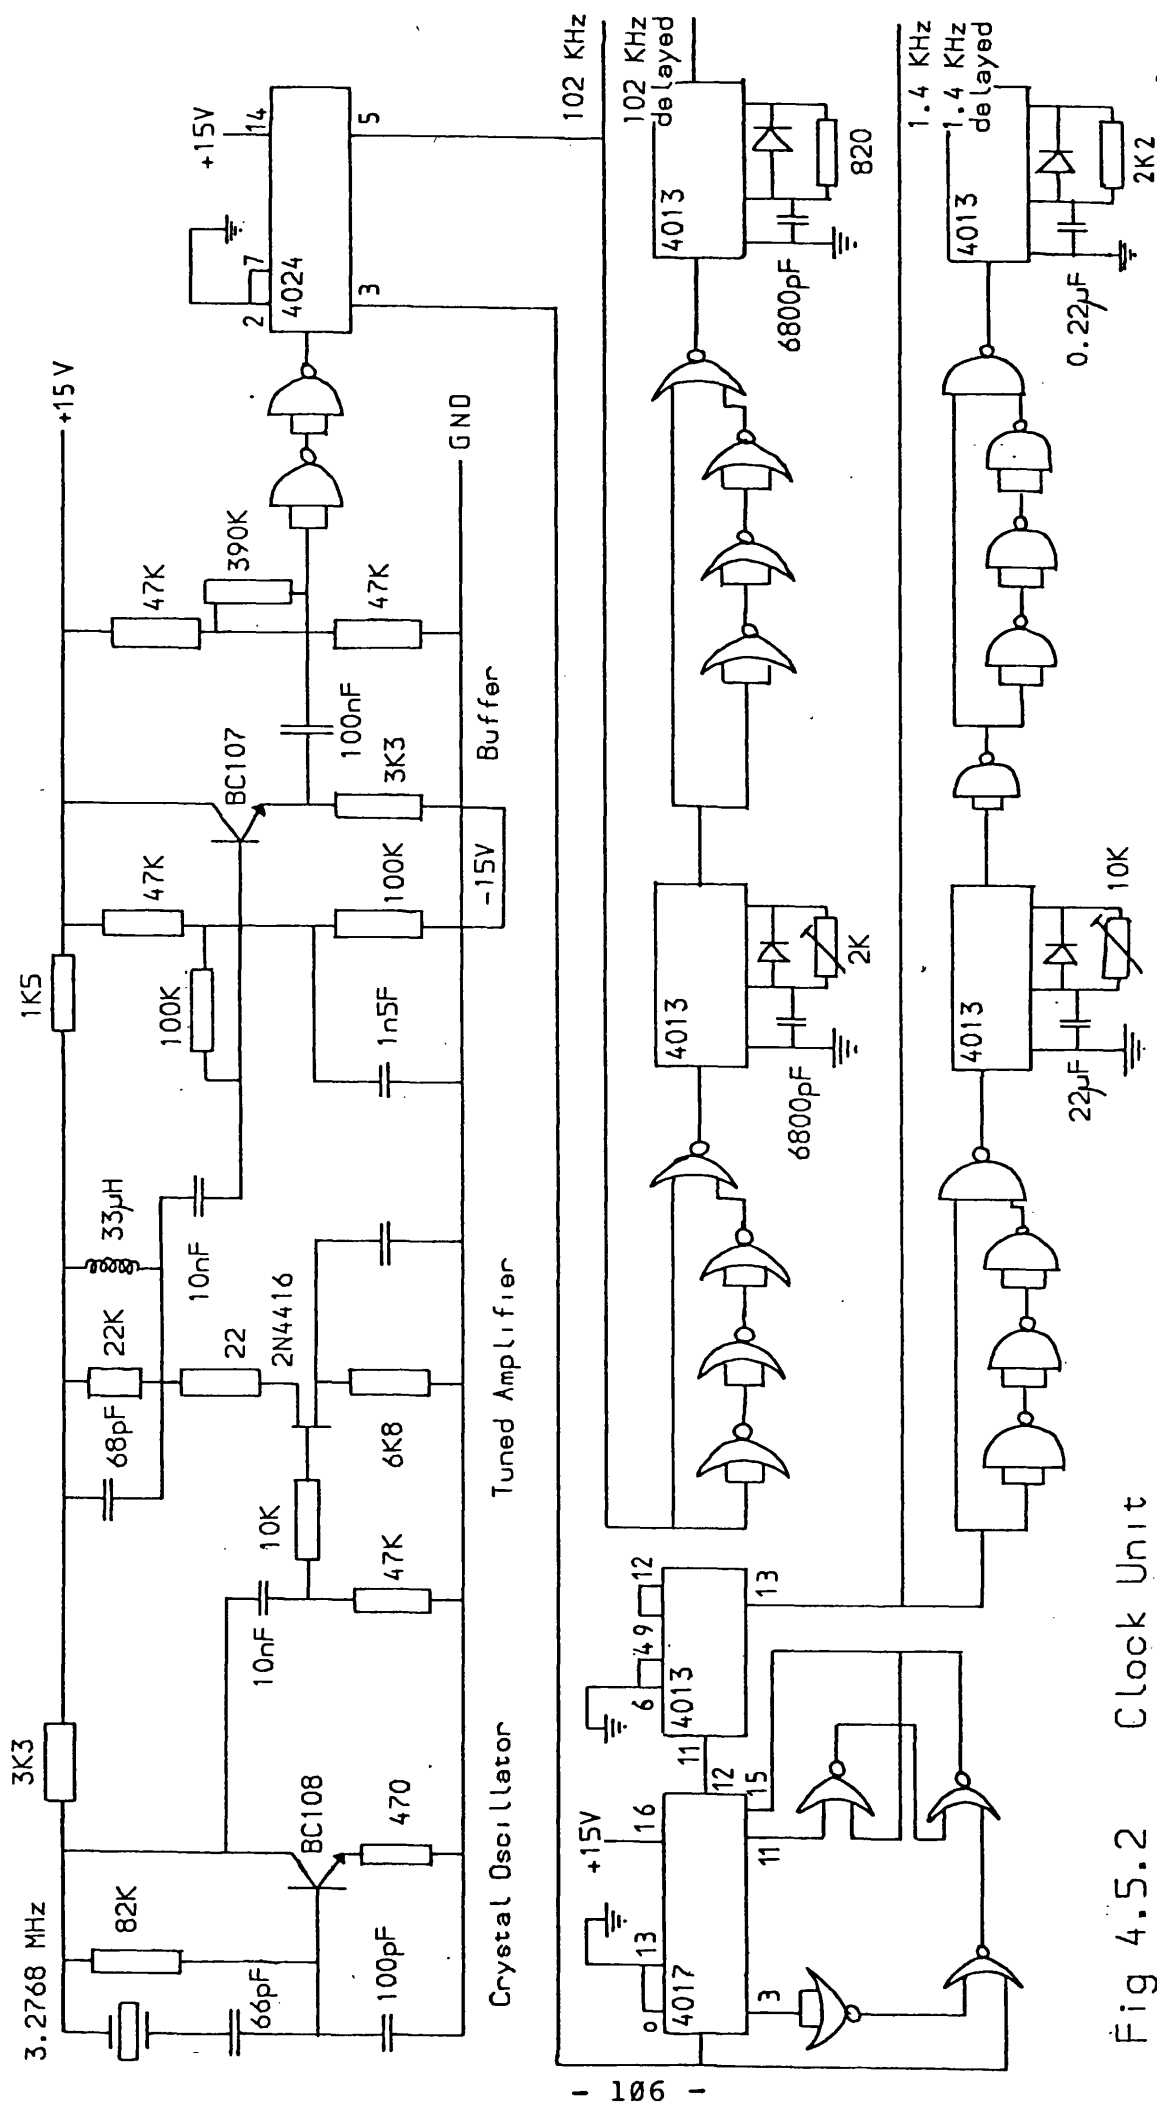 3.2768 MHz
3K3
1K5
+15V
82K
66pF
100pF
BC108
470
10nF
47K
10K
68pF
22K
22
2N4416
6K8
33µH
10nF
100K
47K
1n5F
100K
-15V
BC107
3K3
100nF
47K
390K
47K
GND
2
7
4024
3
+15V
14
5
Crystal Oscillator
Tuned Amplifier
Buffer
102 KHz
102 KHz
delayed
4013
6800pF
2K
4013
6800pF
820
+15V
13
16
4017
3
11
12
15
11
6
4
9
12
4013
13
1.4 KHz
1.4 KHz
delayed
4013
22µF
10K
4013
0.22µF
2K2
Fig 4.5.2 Clock Unit
- 106 -